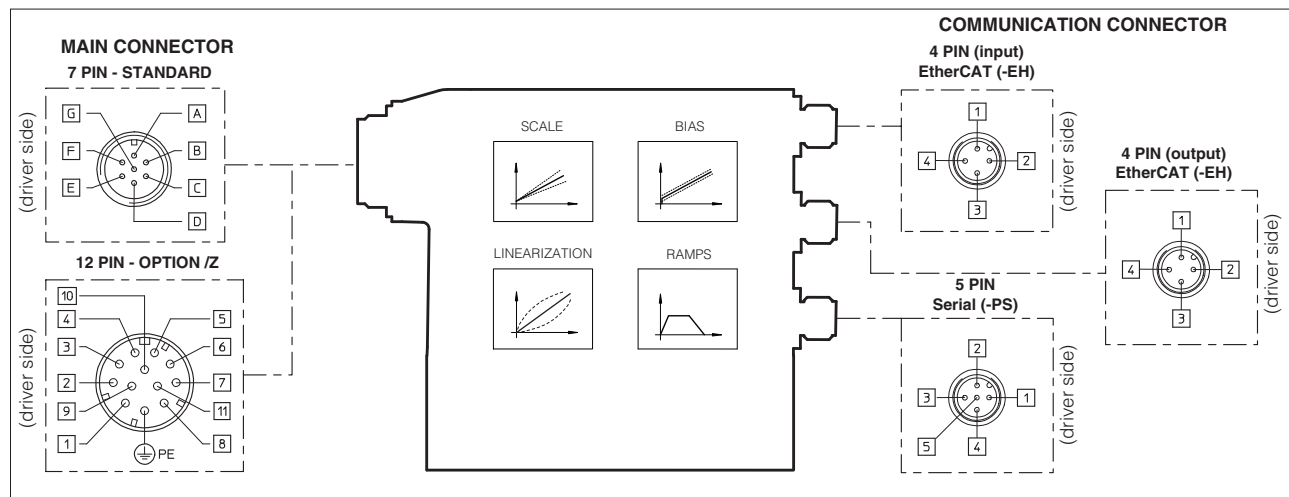 MAIN CONNECTOR
7 PIN - STANDARD
(driver side)
G
A
F
B
E
C
D
12 PIN - OPTION /Z
(driver side)
10
4
5
3
6
2
7
9
11
1
8
PE
SCALE
BIAS
LINEARIZATION
RAMPS
COMMUNICATION CONNECTOR
4 PIN (input)
EtherCAT (-EH)
1
4
2
3
(driver side)
4 PIN (output)
EtherCAT (-EH)
1
4
2
3
(driver side)
5 PIN
Serial (-PS)
2
3
1
5
4
(driver side)